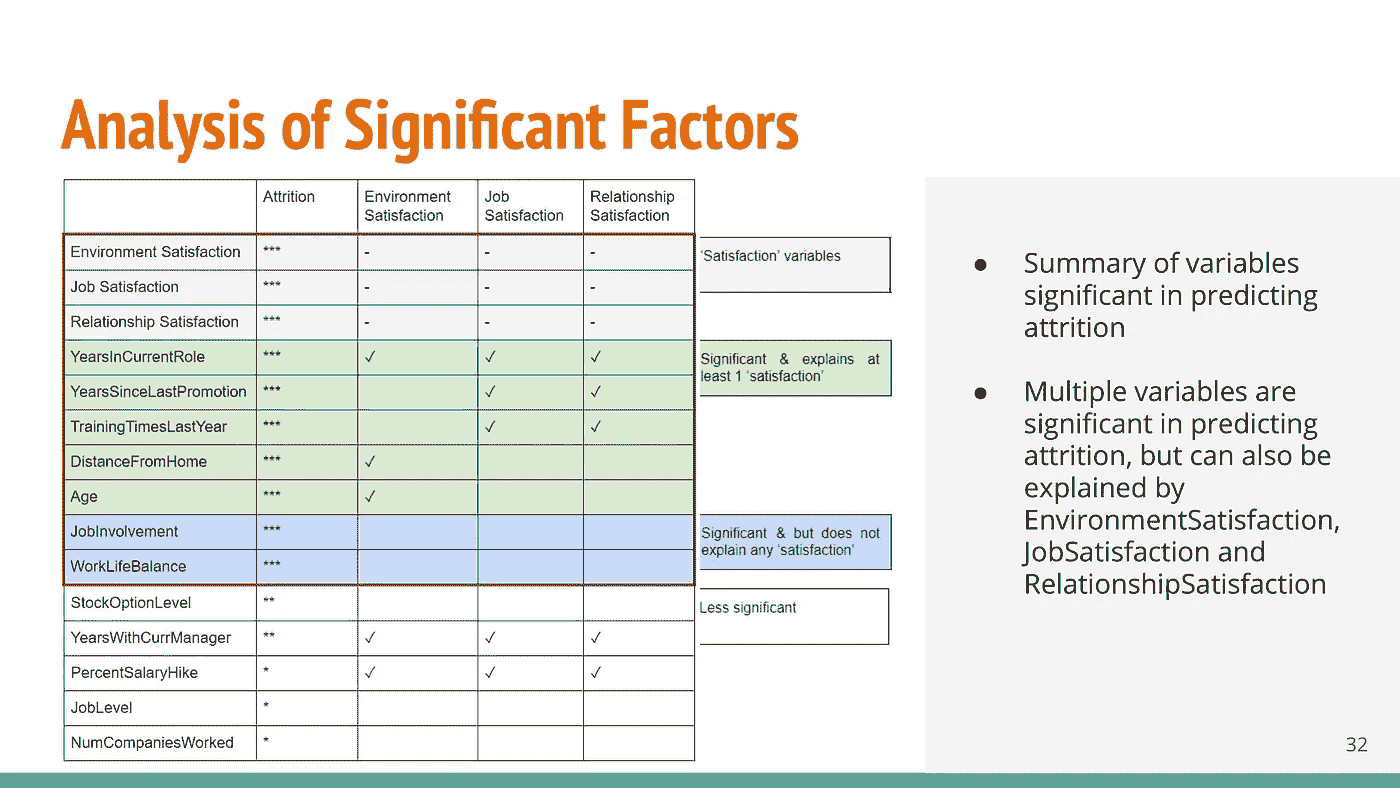 Analysis of Significant Factors
Attrition Environment Satisfaction Job Satisfaction Relationship Satisfaction
Environment Satisfaction *** - - -
Job Satisfaction *** - - -
Relationship Satisfaction *** - - -
YearsInCurrentRole *** ✓ ✓ ✓
YearsSinceLastPromotion *** ✓ ✓
TrainingTimesLastYear *** ✓ ✓
DistanceFromHome *** ✓
Age *** ✓
JobInvolvement ***
WorkLifeBalance ***
StockOptionLevel **
YearsWithCurrManager ** ✓ ✓ ✓
PercentSalaryHike * ✓ ✓ ✓
JobLevel *
NumCompaniesWorked *
'Satisfaction' variables
Significant & explains at
least 1 'satisfaction'
Significant & but does not
explain any 'satisfaction'
Less significant
● Summary of variables
significant in predicting
attrition
● Multiple variables are
significant in predicting
attrition, but can also be
explained by
EnvironmentSatisfaction,
JobSatisfaction and
RelationshipSatisfaction
32